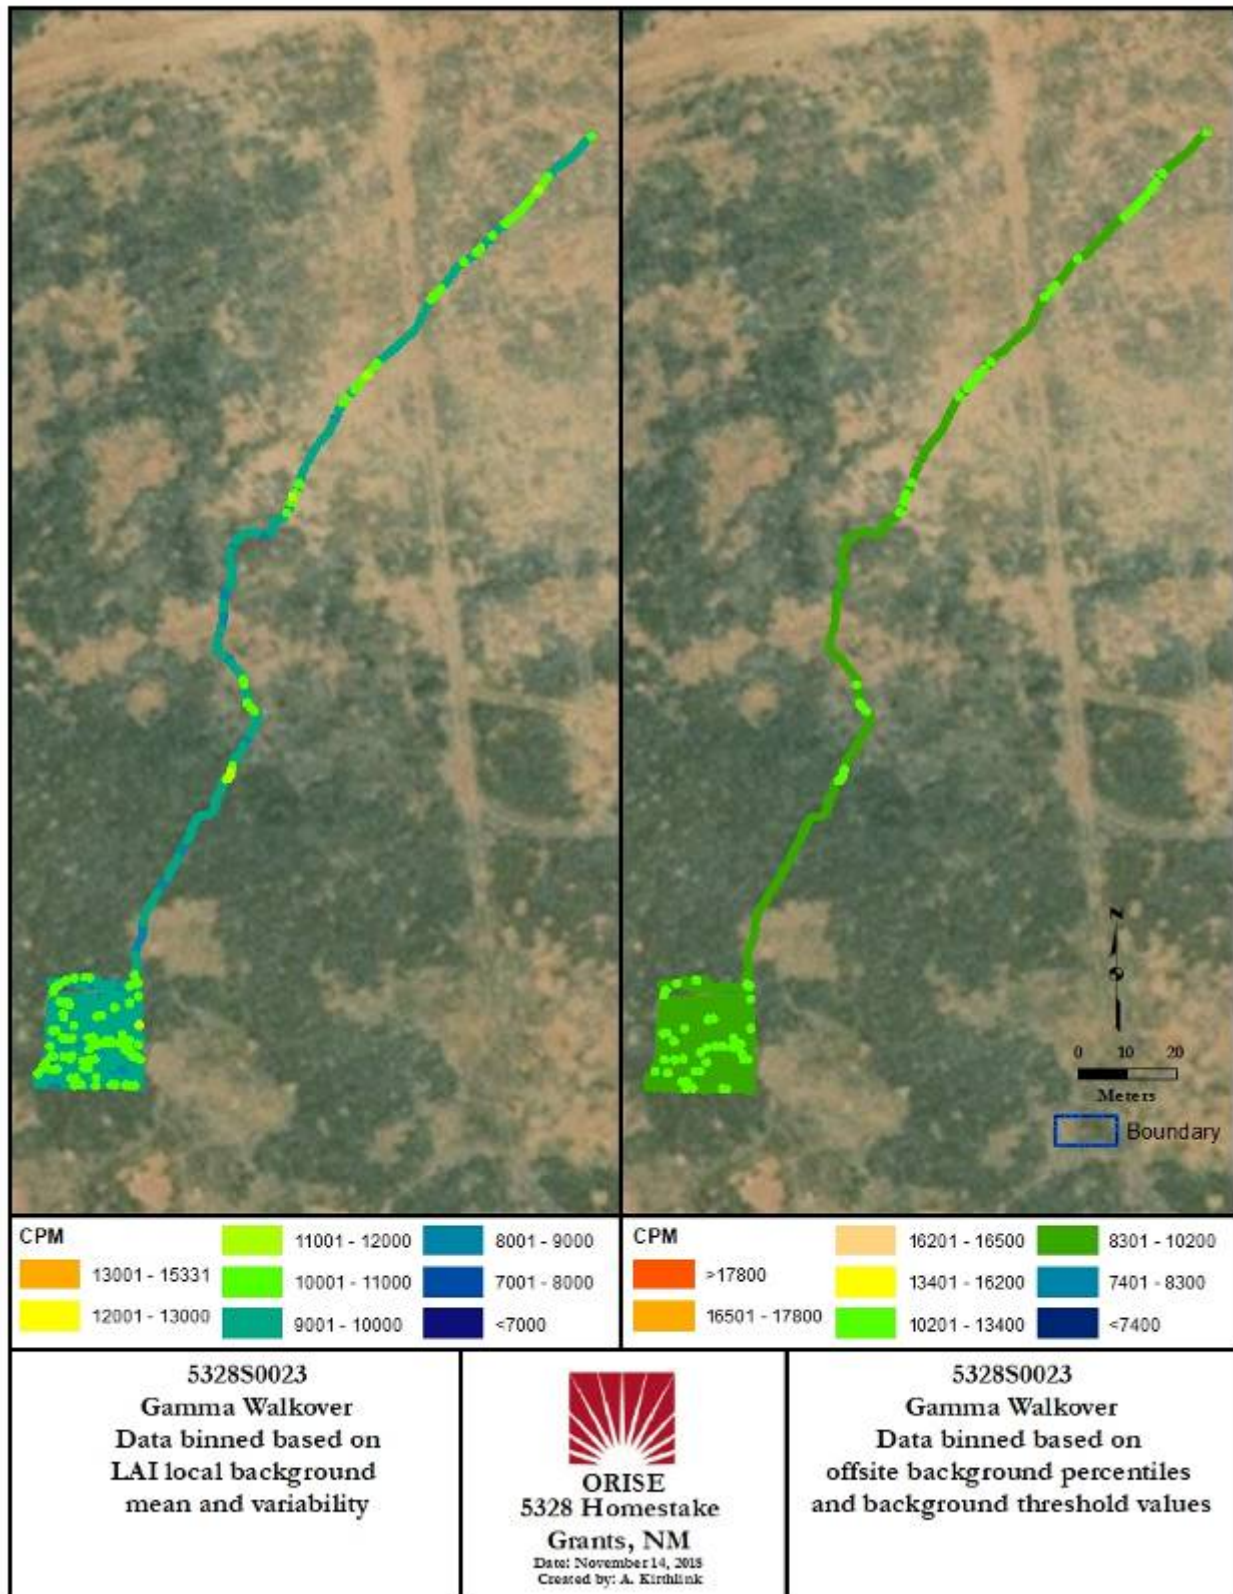 N
0 10 20
Meters
Boundary
CPM
13001 - 15331
12001 - 13000
11001 - 12000
10001 - 11000
9001 - 10000
8001 - 9000
7001 - 8000
<7000
CPM
>17800
16501 - 17800
16201 - 16500
13401 - 16200
10201 - 13400
8301 - 10200
7401 - 8300
<7400
5328S0023
Gamma Walkover
Data binned based on
LAI local background
mean and variability
ORISE
5328 Homestake
Grants, NM
Date: November 14, 2018
Created by: A. Kirthlink
5328S0023
Gamma Walkover
Data binned based on
offsite background percentiles
and background threshold values